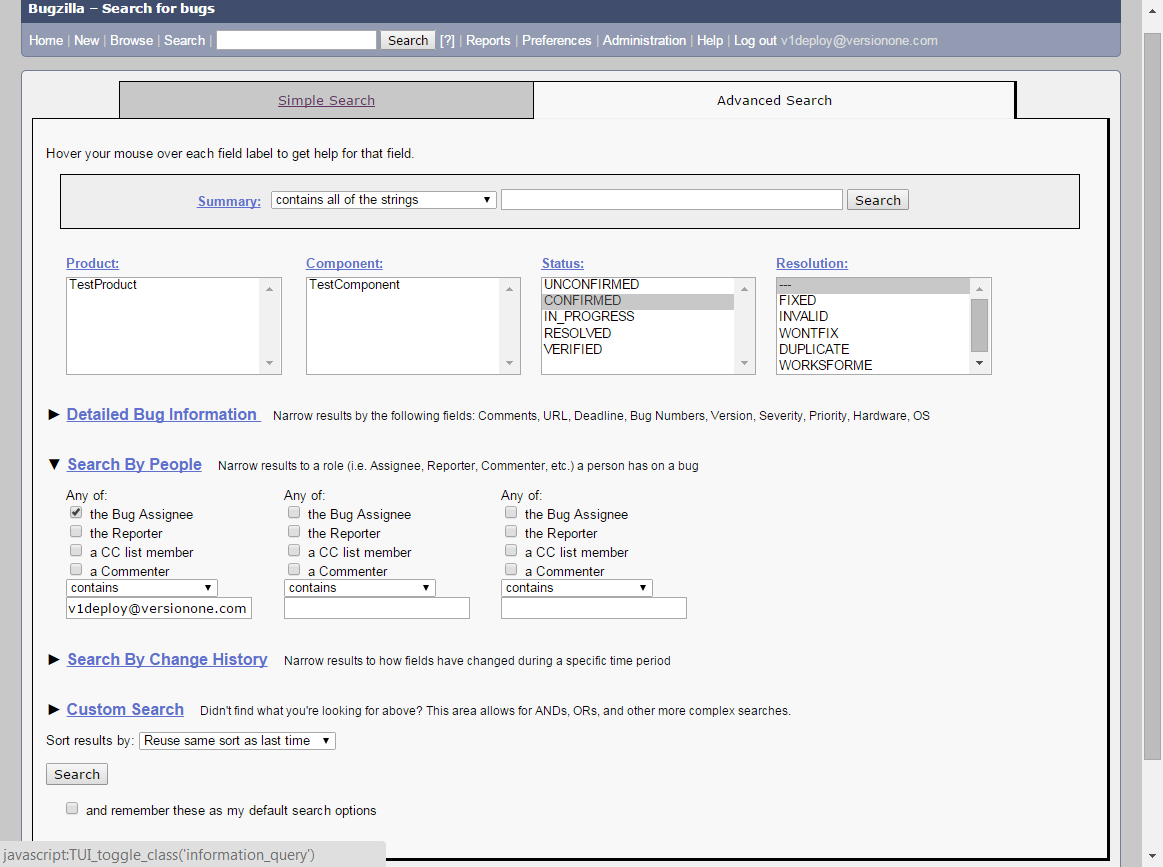 Bugzilla – Search for bugs
Home | New | Browse | Search | Search [?] | Reports | Preferences | Administration | Help | Log out v1deploy@versionone.com
Simple Search Advanced Search
Hover your mouse over each field label to get help for that field.
Summary: contains all of the strings Search
Product: Component: Status: Resolution:
TestProduct TestComponent UNCONFIRMED ---
CONFIRMED FIXED
IN_PROGRESS INVALID
RESOLVED WONTFIX
VERIFIED DUPLICATE
WORKSFORME
Detailed Bug Information Narrow results by the following fields: Comments, URL, Deadline, Bug Numbers, Version, Severity, Priority, Hardware, OS
Search By People Narrow results to a role (i.e. Assignee, Reporter, Commenter, etc.) a person has on a bug
Any of: Any of: Any of:
the Bug Assignee the Bug Assignee the Bug Assignee
the Reporter the Reporter the Reporter
a CC list member a CC list member a CC list member
a Commenter a Commenter a Commenter
contains contains contains
v1deploy@versionone.com
Search By Change History Narrow results to how fields have changed during a specific time period
Custom Search Didn't find what you're looking for above? This area allows for ANDs, ORs, and other more complex searches.
Sort results by: Reuse same sort as last time
Search
and remember these as my default search options
javascript:TUI_toggle_class('information_query')